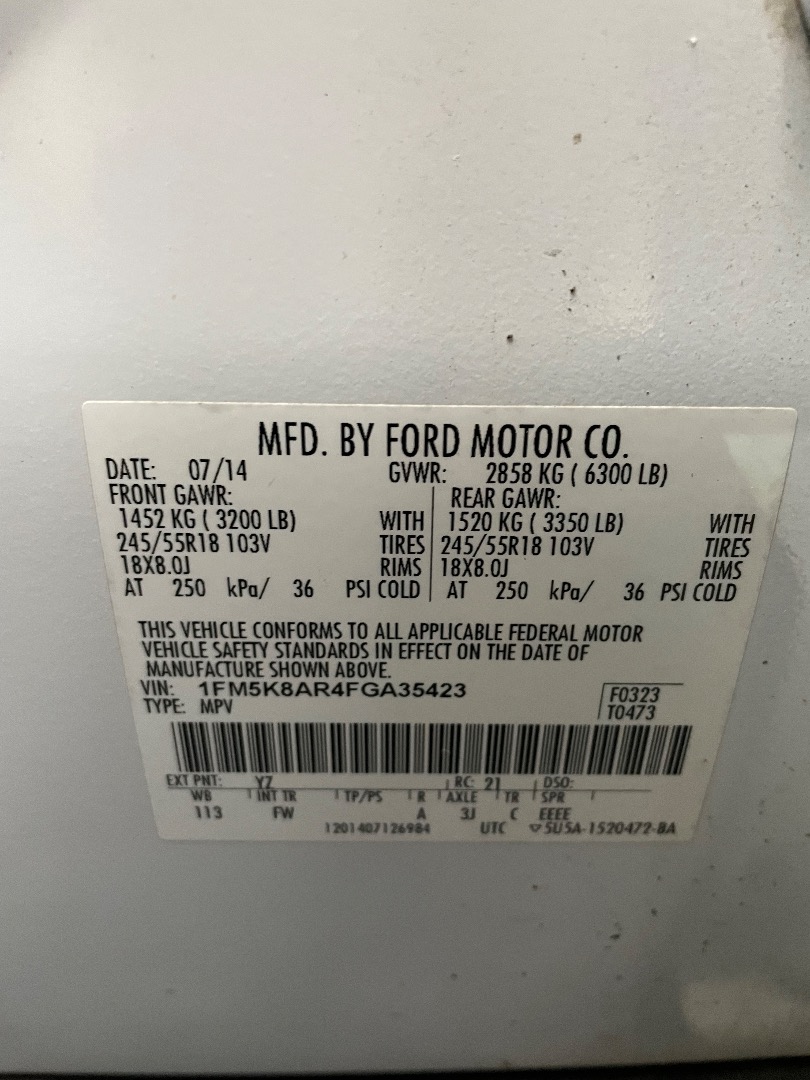 MFD. BY FORD MOTOR CO.
DATE: 07/14 GVWR: 2858 KG ( 6300 LB)
FRONT GAWR: REAR GAWR:
1452 KG ( 3200 LB) WITH 1520 KG ( 3350 LB) WITH
245/55R18 103V TIRES 245/55R18 103V TIRES
18X8.0J RIMS 18X8.0J RIMS
AT 250 kPa/ 36 PSI COLD AT 250 kPa/ 36 PSI COLD
THIS VEHICLE CONFORMS TO ALL APPLICABLE FEDERAL MOTOR
VEHICLE SAFETY STANDARDS IN EFFECT ON THE DATE OF
MANUFACTURE SHOWN ABOVE.
VIN: 1FM5K8AR4FGA35423 F0323
TYPE: MPV T0473
EXT PNT: YZ RC: 21 DSO:
WB INT TR TP/PS R AXLE TR SPR
113 FW A 3J C EEEE
1201407126984 UTC ▽5U5A-1520472-BA